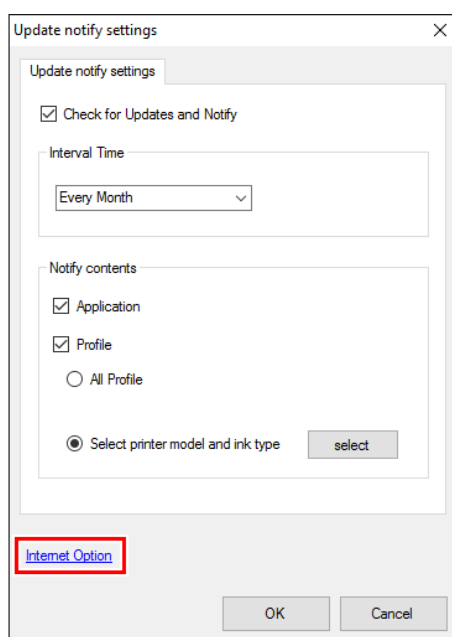 Update notify settings
Update notify settings
Check for Updates and Notify
Interval Time
Every Month
Notify contents
Application
Profile
All Profile
Select printer model and ink type select
Internet Option
OK Cancel